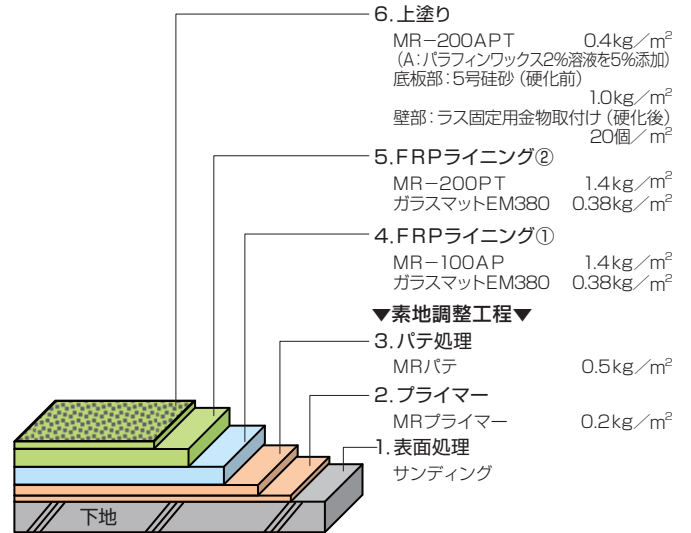 6.上塗り
MR−200APT 0.4kg/m²
(A:パラフィンワックス2%溶液を5%添加)
底板部:5号硅砂(硬化前)
1.0kg/m²
壁部:ラス固定用金物取付け(硬化後)
20個/m²
5.FRPライニング②
MR−200PT 1.4kg/m²
ガラスマットEM380 0.38kg/m²
4.FRPライニング①
MR−100AP 1.4kg/m²
ガラスマットEM380 0.38kg/m²
▼素地調整工程▼
3.パテ処理
MRパテ 0.5kg/m²
2.プライマー
MRプライマー 0.2kg/m²
1.表面処理
サンディング
下地